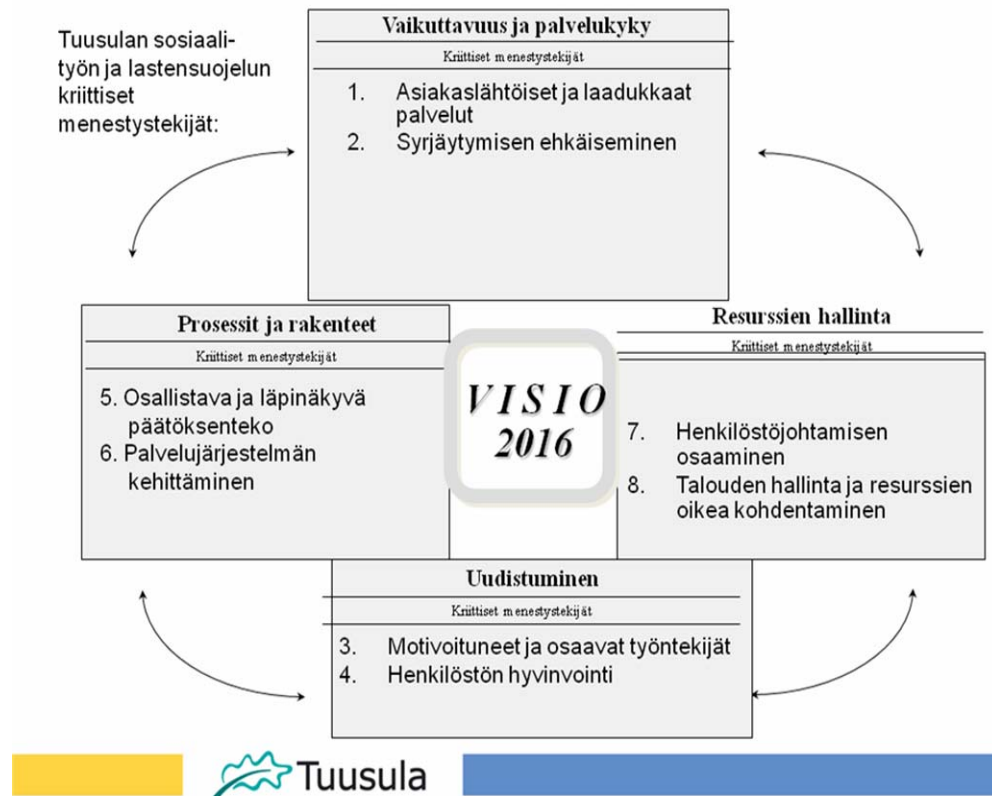 Tuusulan sosiaali-
työn ja lastensuojelun
kriittiset
menestystekijät:
Vaikuttavuus ja palvelukyky
Kriittiset menestystekijät
1. Asiakaslähtöiset ja laadukkaat
palvelut
2. Syrjäytymisen ehkäiseminen
Prosessit ja rakenteet
Kriittiset menestystekijät
5. Osallistava ja läpinäkyvä
päätöksenteko
6. Palvelujärjestelmän
kehittäminen
VISIO
2016
Resurssien hallinta
Kriittiset menestystekijät
7. Henkilöstöjohtamisen
osaaminen
8. Talouden hallinta ja resurssien
oikea kohdentaminen
Uudistuminen
Kriittiset menestystekijät
3. Motivoituneet ja osaavat työntekijät
4. Henkilöstön hyvinvointi
Tuusula